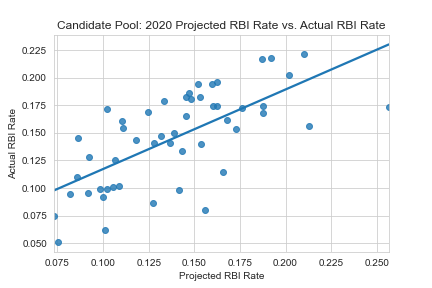 Candidate Pool: 2020 Projected RBI Rate vs. Actual RBI Rate
0.225
0.200
0.175
0.150
0.125
0.100
0.075
0.050
Actual RBI Rate
0.075 0.100 0.125 0.150 0.175 0.200 0.225 0.250
Projected RBI Rate